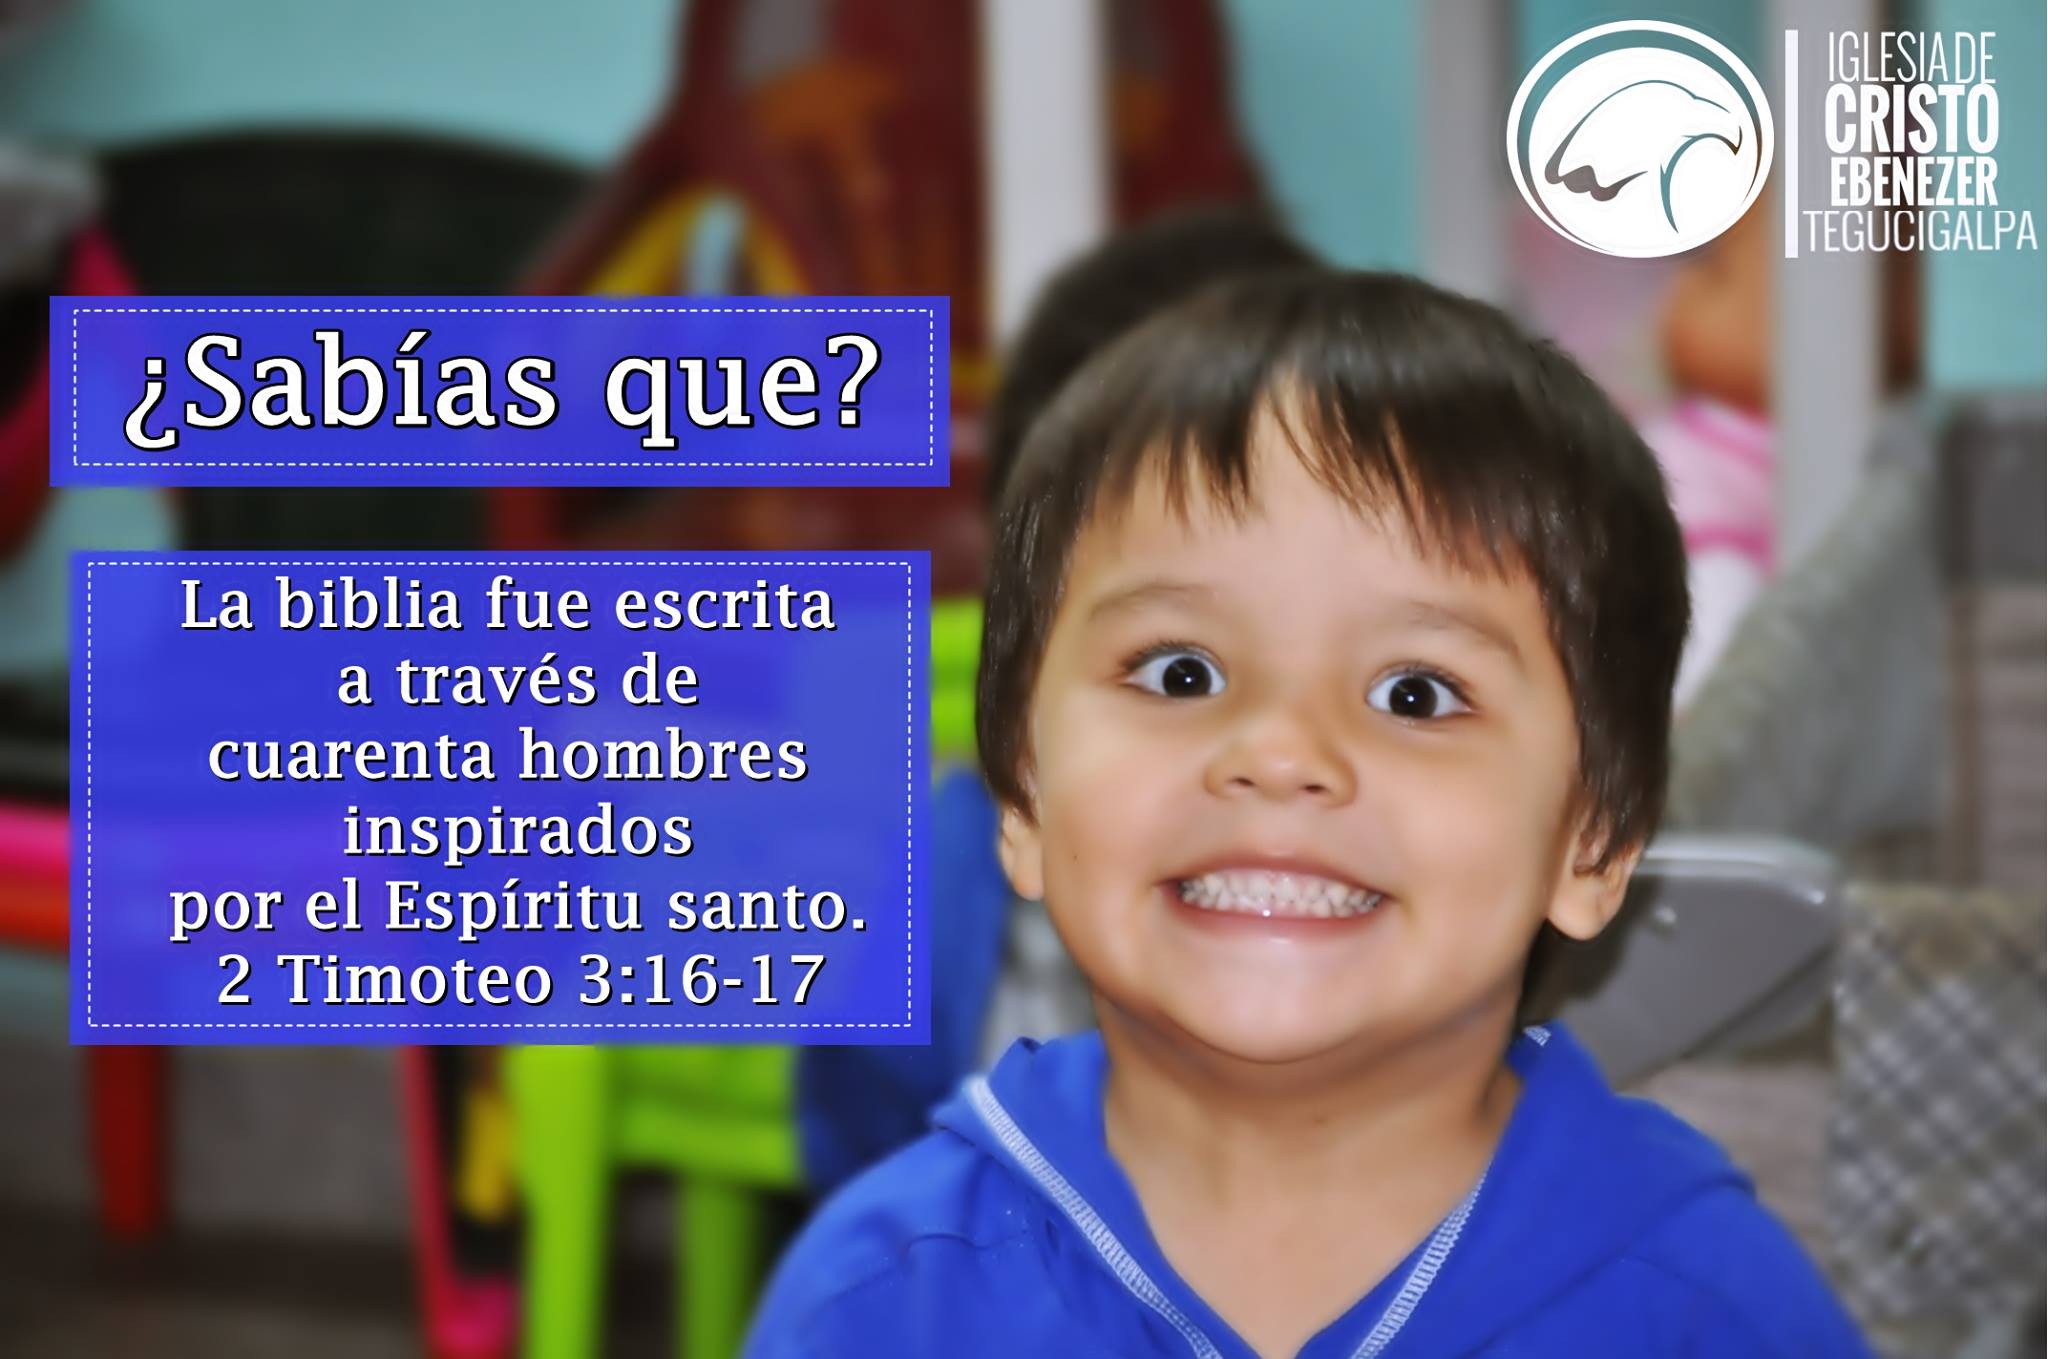 IGLESIA DE
CRISTO
EBENEZER
TEGUCIGALPA
¿Sabías que?
La biblia fue escrita
a través de
cuarenta hombres
inspirados
por el Espíritu santo.
2 Timoteo 3:16-17